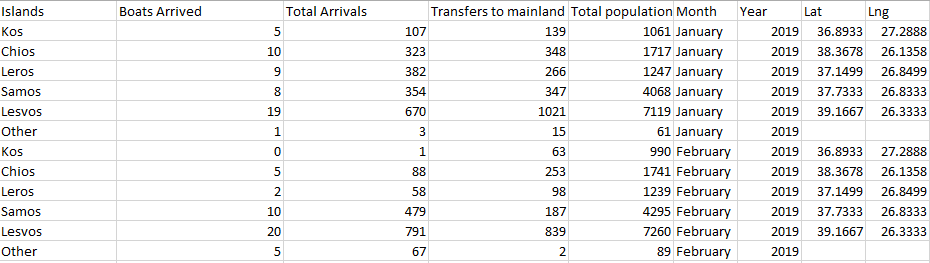 Islands Boats Arrived Total Arrivals Transfers to mainland Total population Month Year Lat Lng
Kos 5 107 139 1061 January 2019 36.8933 27.2888
Chios 10 323 348 1717 January 2019 38.3678 26.1358
Leros 9 382 266 1247 January 2019 37.1499 26.8499
Samos 8 354 347 4068 January 2019 37.7333 26.8333
Lesvos 19 670 1021 7119 January 2019 39.1667 26.3333
Other 1 3 15 61 January 2019
Kos 0 1 63 990 February 2019 36.8933 27.2888
Chios 5 88 253 1741 February 2019 38.3678 26.1358
Leros 2 58 98 1239 February 2019 37.1499 26.8499
Samos 10 479 187 4295 February 2019 37.7333 26.8333
Lesvos 20 791 839 7260 February 2019 39.1667 26.3333
Other 5 67 2 89 February 2019